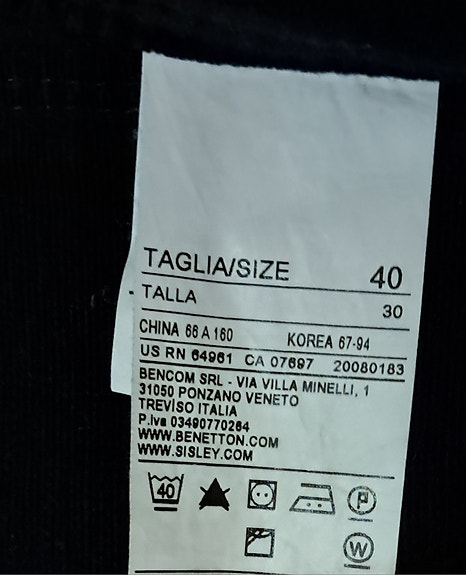 TAGLIA/SIZE 40
TALLA 30
CHINA 66 A 160 KOREA 67-94
US RN 64961 CA 07697 20080183
BENCOM SRL - VIA VILLA MINELLI, 1
31050 PONZANO VENETO
TREVISO ITALIA
P.iva 03490770264
WWW.BENETTON.COM
WWW.SISLEY.COM
40 P
W